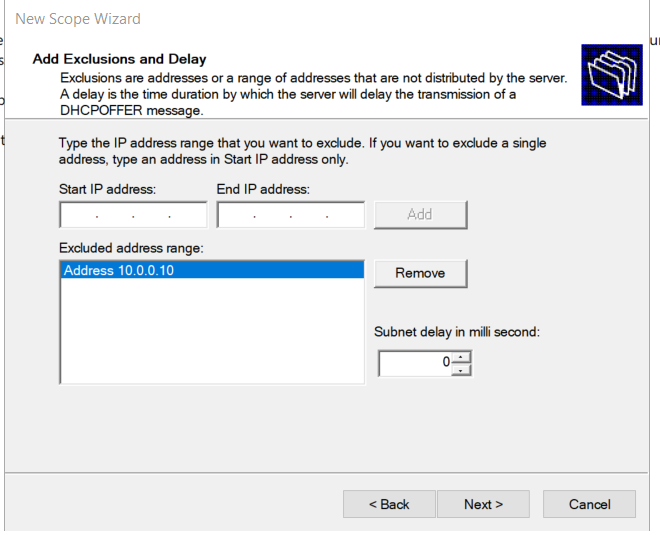 New Scope Wizard
Add Exclusions and Delay
Exclusions are addresses or a range of addresses that are not distributed by the server.
A delay is the time duration by which the server will delay the transmission of a
DHCPOFFER message.
Type the IP address range that you want to exclude. If you want to exclude a single
address, type an address in Start IP address only.
Start IP address:
End IP address:
. . .
. . .
Add
Excluded address range:
Address 10.0.0.10
Remove
Subnet delay in milli second:
0
< Back
Next >
Cancel